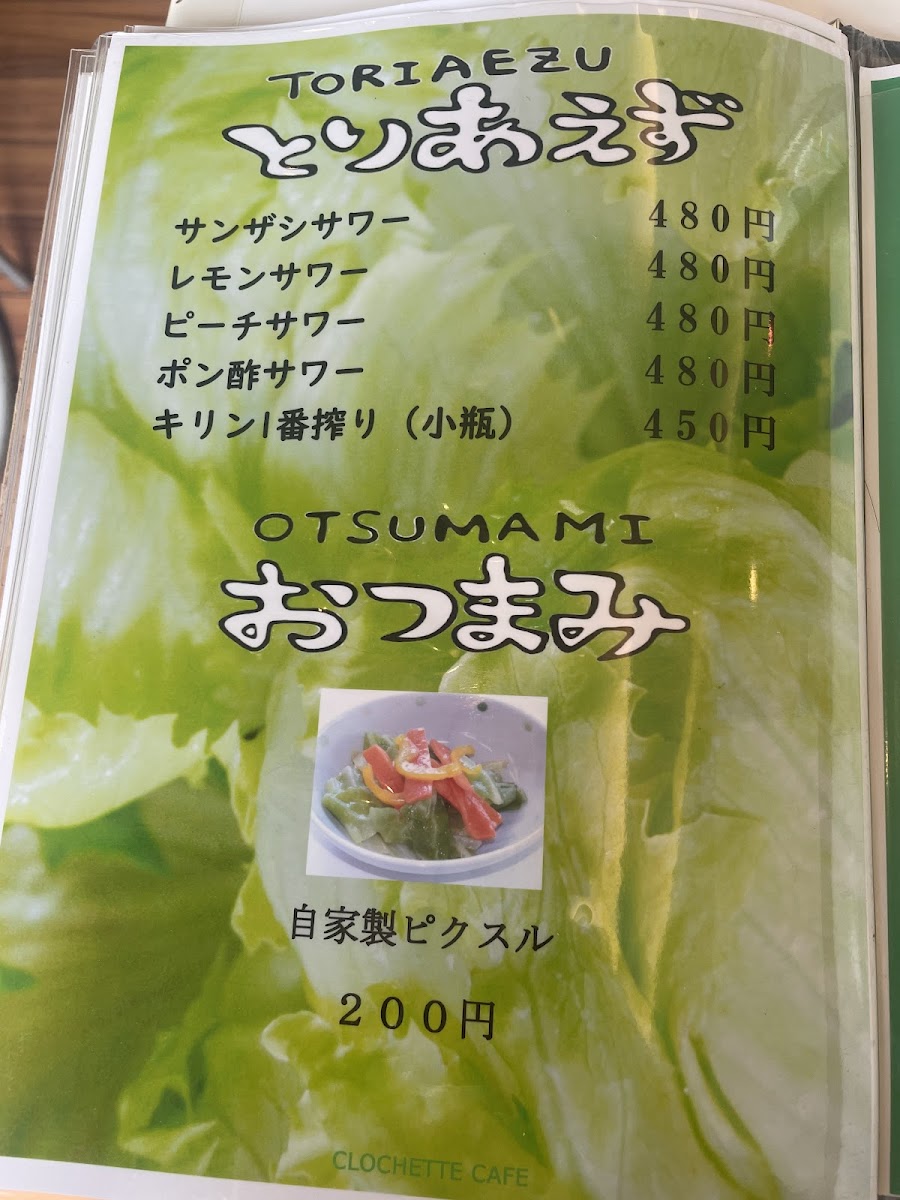 TORIAEZU
とりあえず
サンザシサワー 480円
レモンサワー 480円
ピーチサワー 480円
ポン酢サワー 480円
キリン1番搾り（小瓶） 450円
OTSUMAMI
おつまみ
自家製ピクスル
200円
CLOCHETTE CAFE